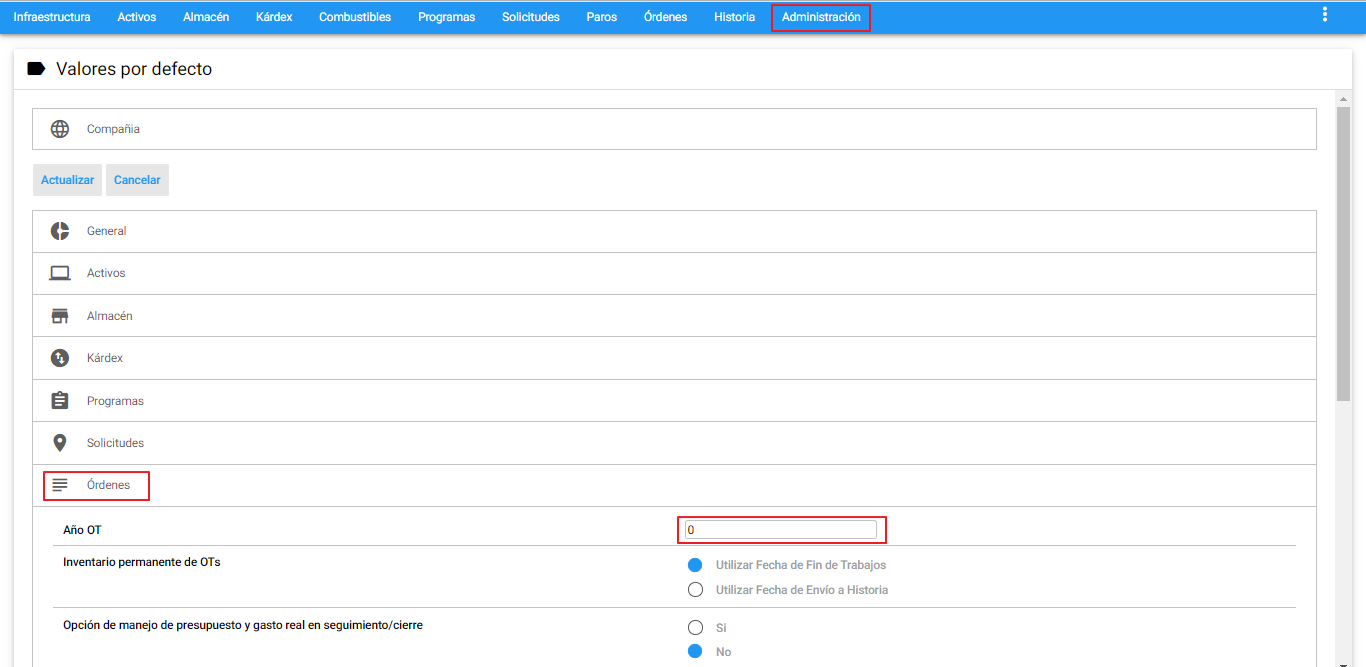 Infraestructura Activos Almacén Kárdex Combustibles Programas Solicitudes Paros Órdenes Historia Administración
Valores por defecto
Compañia
Actualizar Cancelar
General
Activos
Almacén
Kárdex
Programas
Solicitudes
Órdenes
Año OT 0
Inventario permanente de OTs Utilizar Fecha de Fin de Trabajos
Utilizar Fecha de Envío a Historia
Opción de manejo de presupuesto y gasto real en seguimiento/cierre Si
No